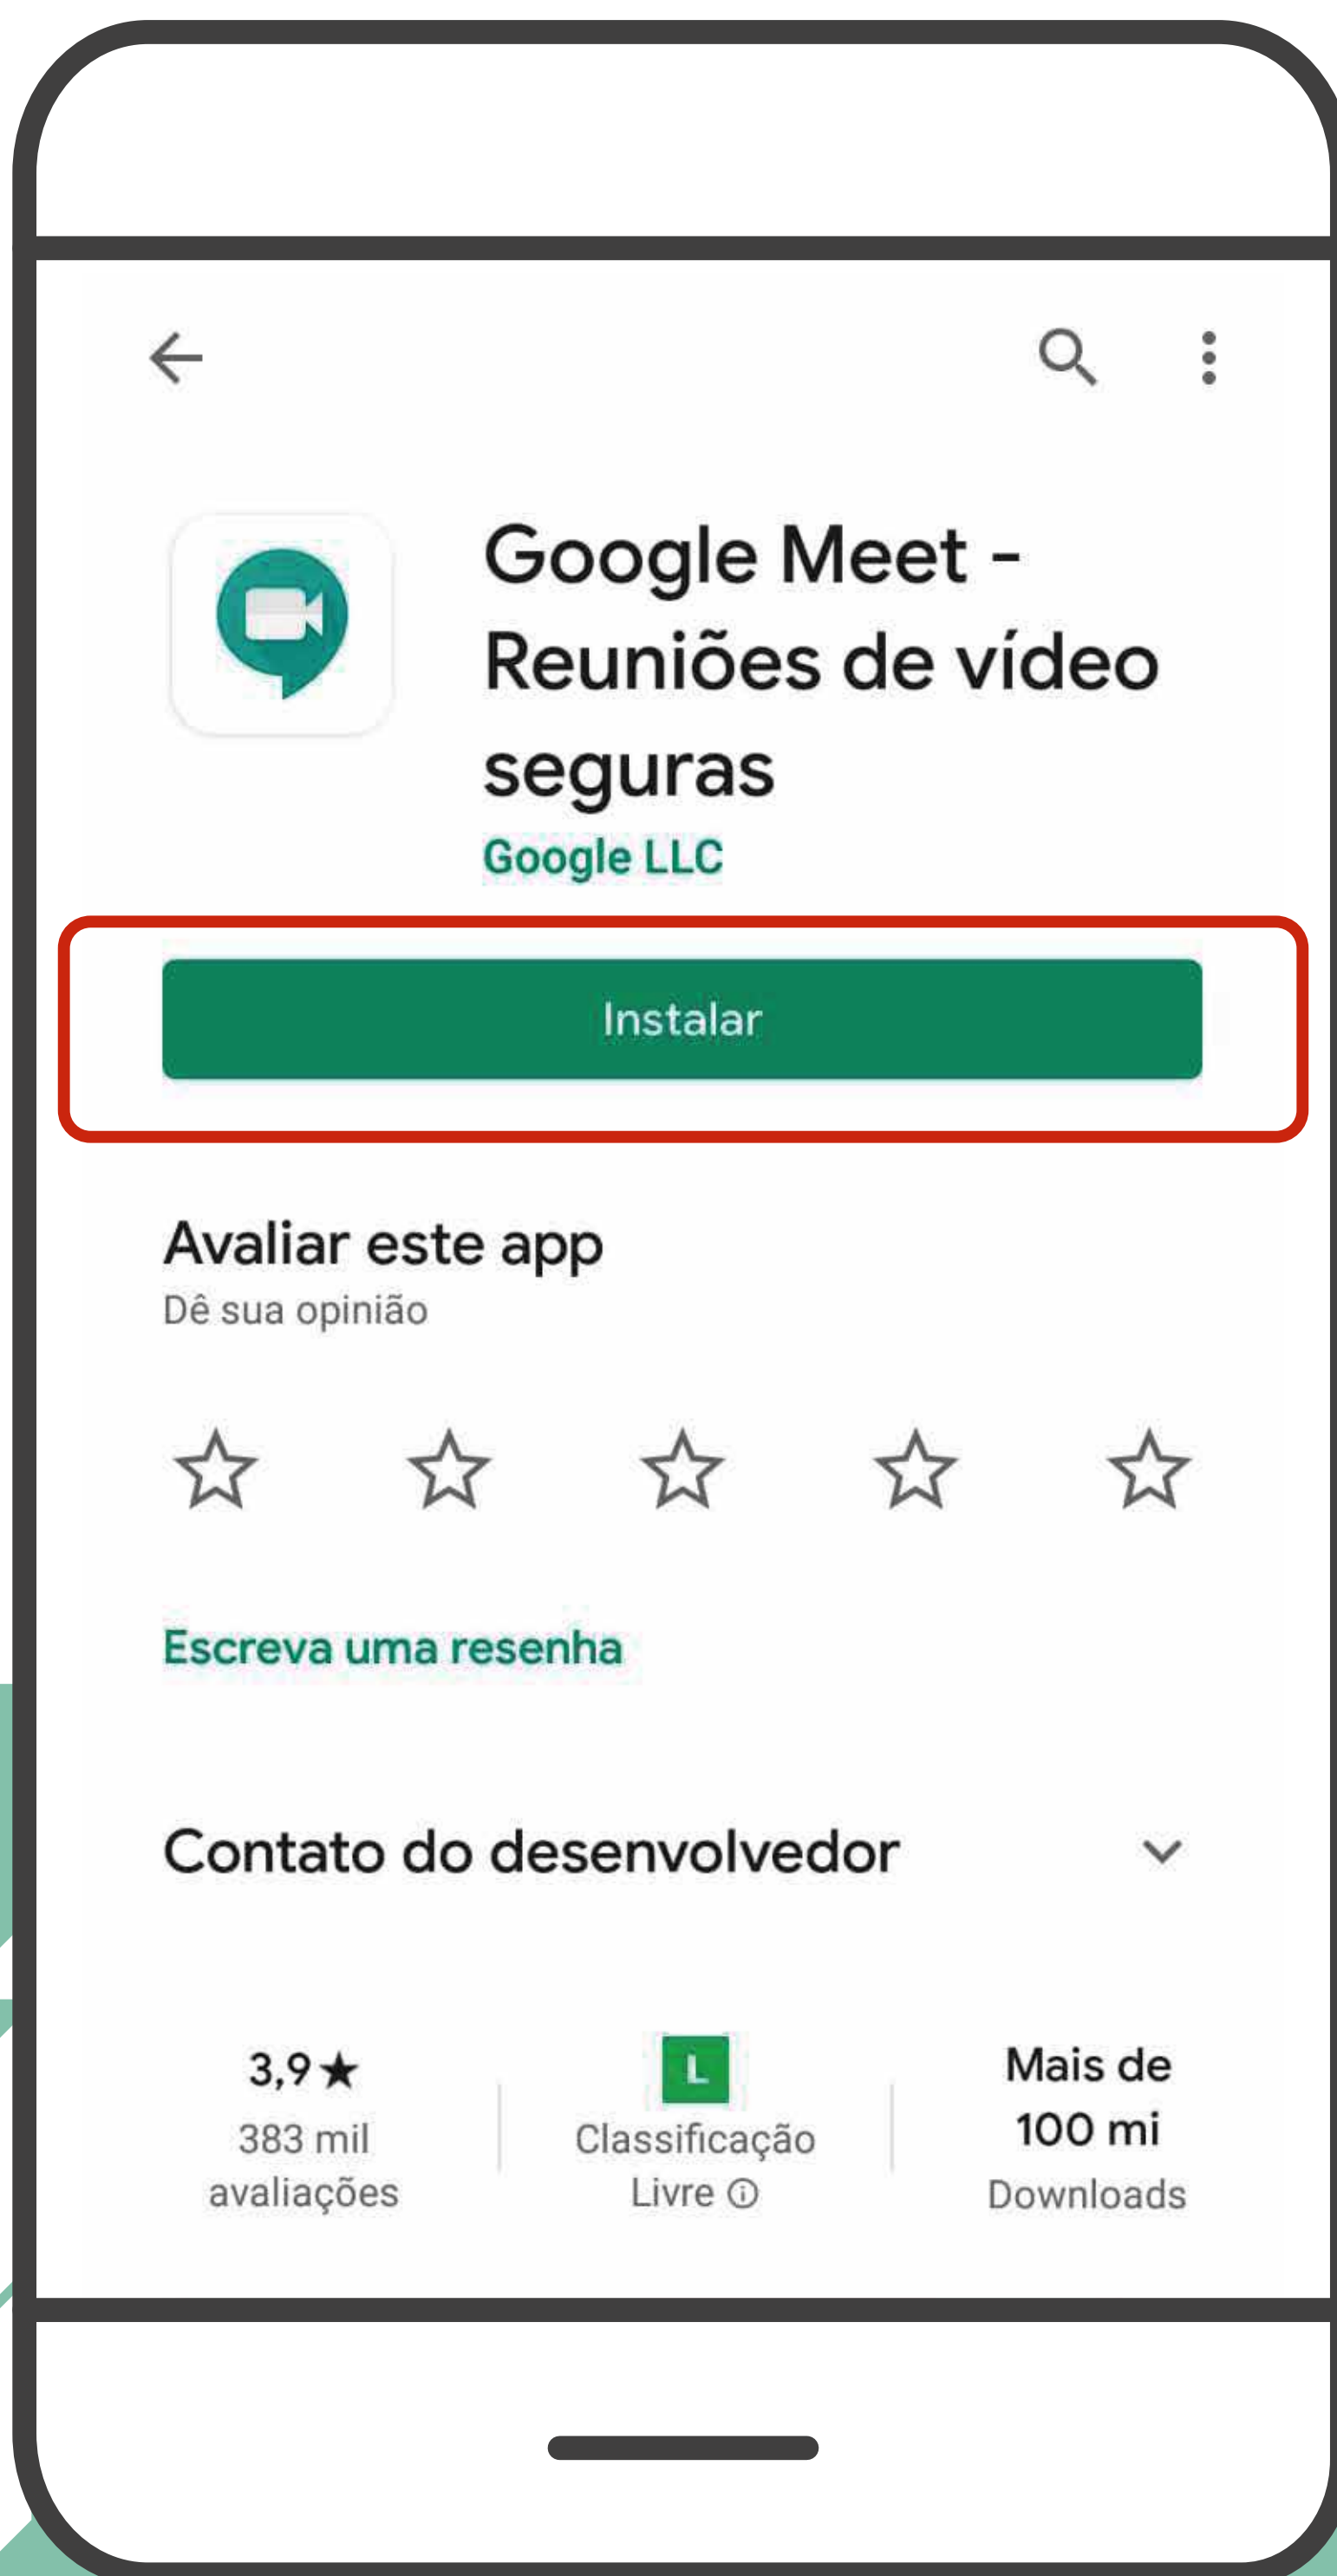 Google Meet -
Reuniões de vídeo
seguras
Google LLC
Instalar
Avaliar este app
Dê sua opinião
Escreva uma resenha
Contato do desenvolvedor
3,9★
383 mil
avaliações
L
Classificação
Livre
Mais de
100 mi
Downloads